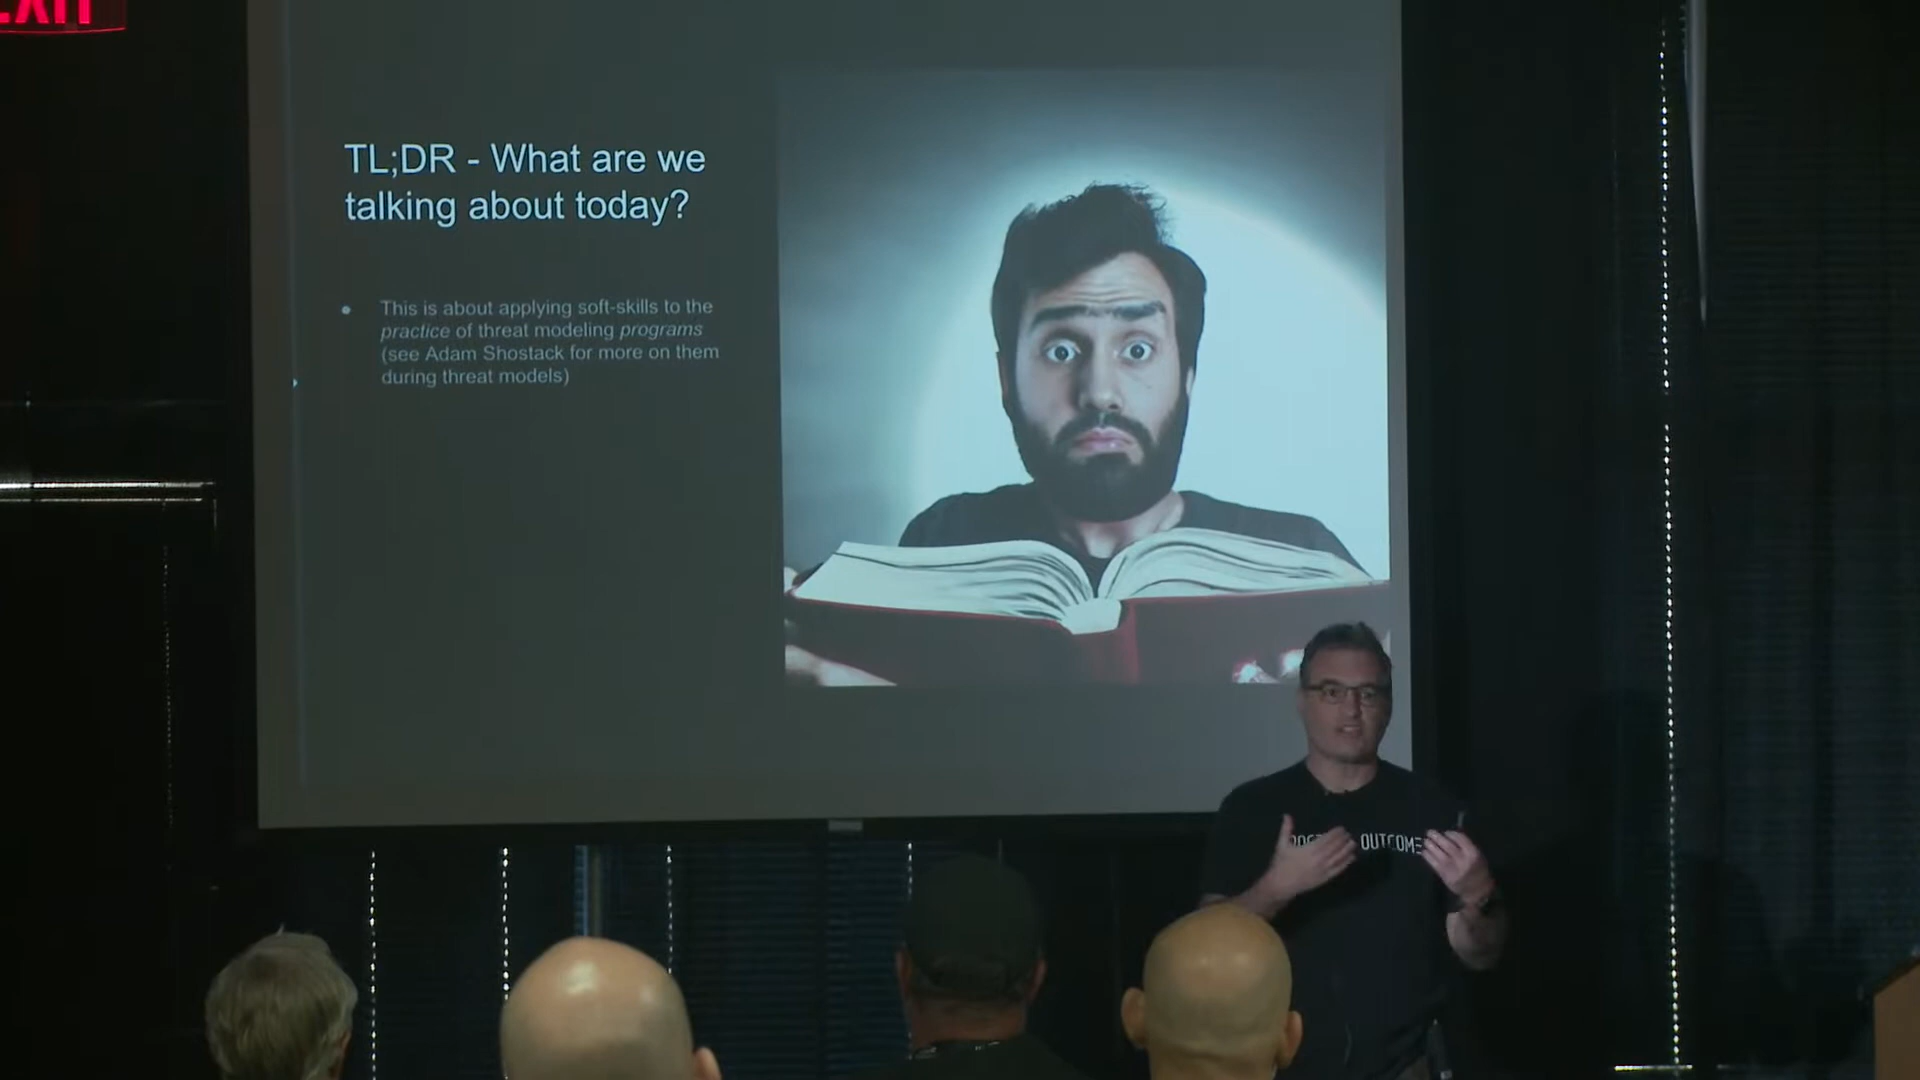 EXIT
TL;DR - What are we
talking about today?
This is about applying soft-skills to the
practice of threat modeling programs
(see Adam Shostack for more on them
during threat models)
OUTCOME